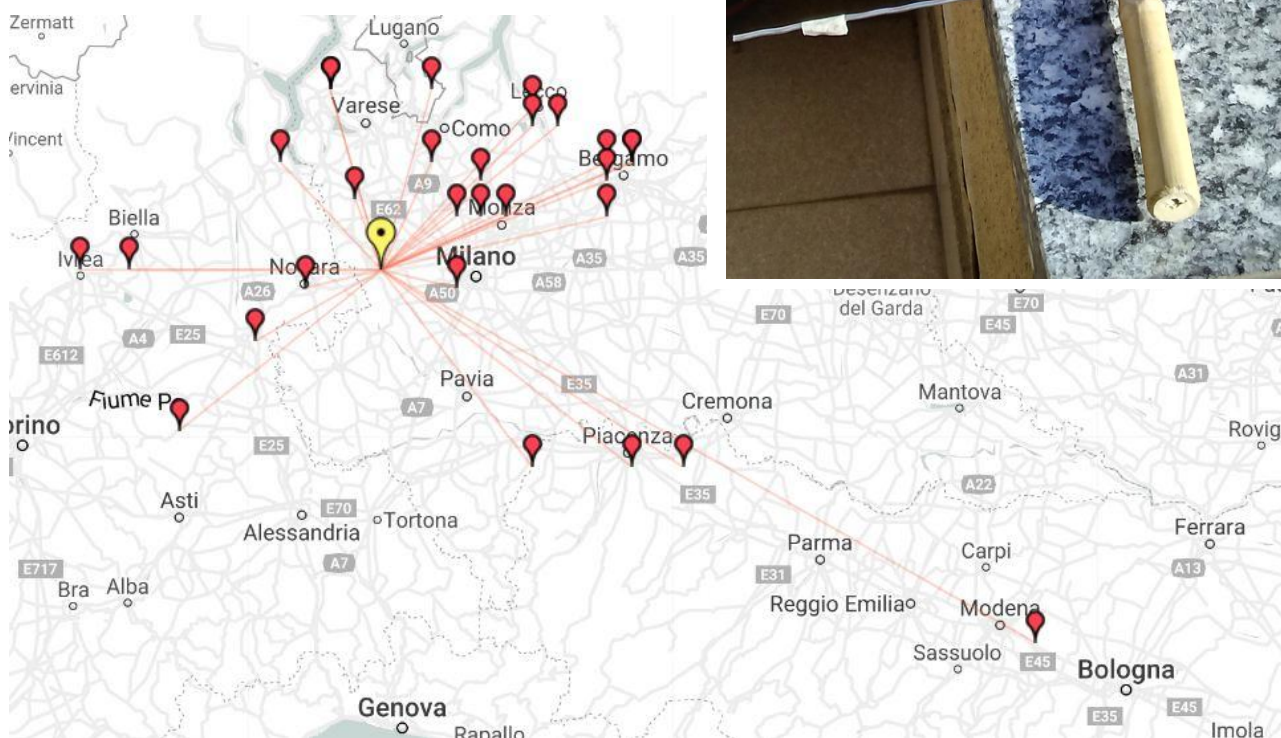 Zermatt
Lugano
ervinia
Varese
Lecco
Como
/incent
Bergamo
A9
E62
Biella
Monza
Ivrea
Novara
Milano
A35
A35
A26
A50
A58
Desenzano
del Garda
E70
E70
E45
A4
E25
E612
A31
Pavia
E35
Mantova
Fiume P
A7
Cremona
orino
Piacenza
Rovig
E25
A22
E35
Asti
E70
Alessandria
Tortona
Ferrara
Parma
Carpi
A7
E717
E31
A13
Bra
Alba
Reggio Emilia
Modena
Sassuolo
E45
Bologna
Genova
E45
E35
Rapallo
Imola